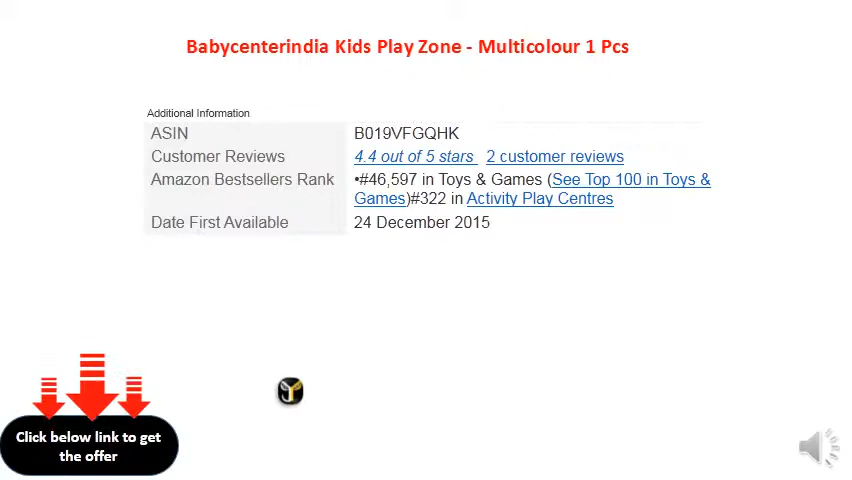 Babycenterindia Kids Play Zone - Multicolour 1 Pcs
Additional Information
ASIN B019VFGQHK
Customer Reviews 4.4 out of 5 stars 2 customer reviews
Amazon Bestsellers Rank •#46,597 in Toys & Games (See Top 100 in Toys &
Games)#322 in Activity Play Centres
Date First Available 24 December 2015
Click below link to get
the offer